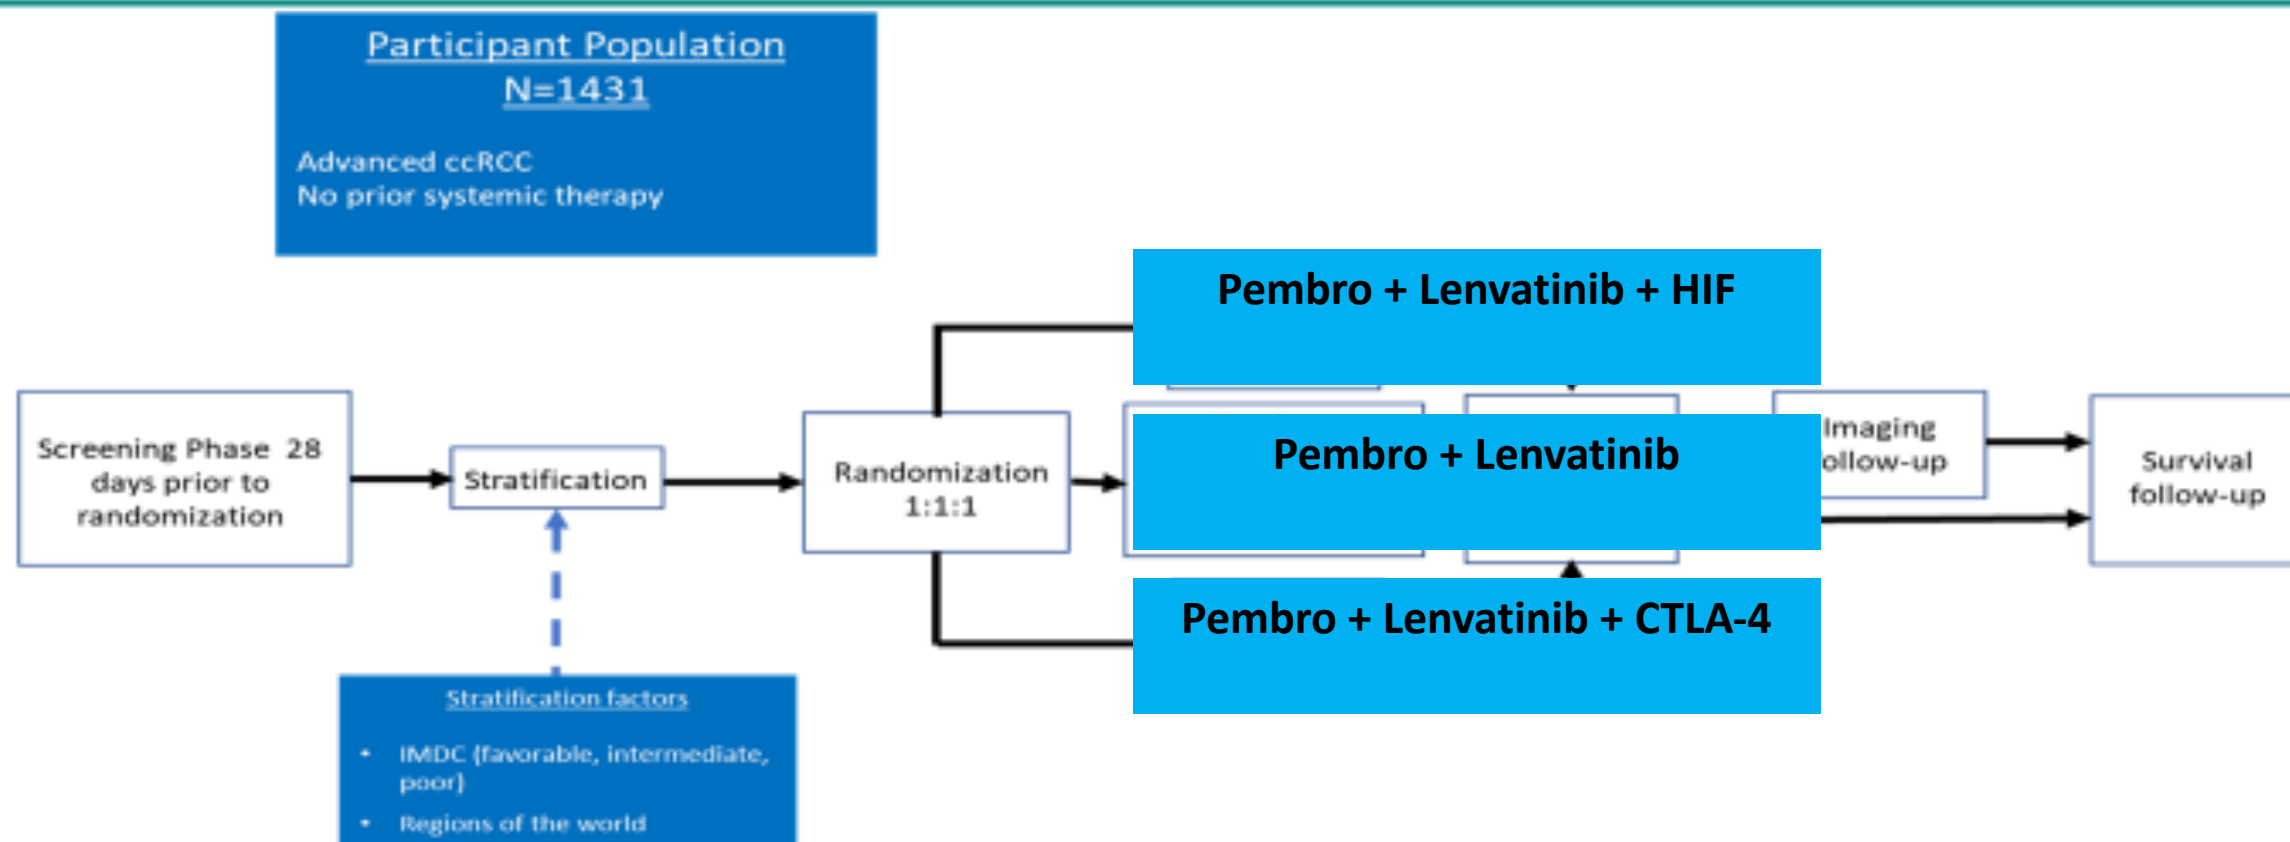 Participant Population
N=1431
Advanced ccRCC
No prior systemic therapy
Pembro + Lenvatinib + HIF
Screening Phase 28
days prior to
randomization
Stratification
Randomization
1:1:1
Pembro + Lenvatinib
Imaging
ollow-up
Survival
follow-up
Pembro + Lenvatinib + CTLA-4
Stratification factors
• IMDC (favorable, intermediate,
poor)
• Regions of the world